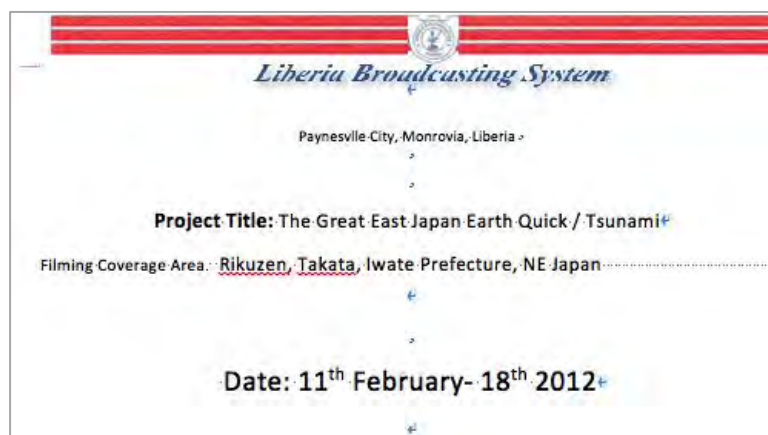 Liberia Broadcasting System
Paynesvlle City, Monrovia, Liberia
Project Title: The Great East Japan Earth Quick / Tsunami
Filming Coverage Area. Rikuzen, Takata, Iwate Prefecture, NE Japan
Date: 11th February- 18th 2012